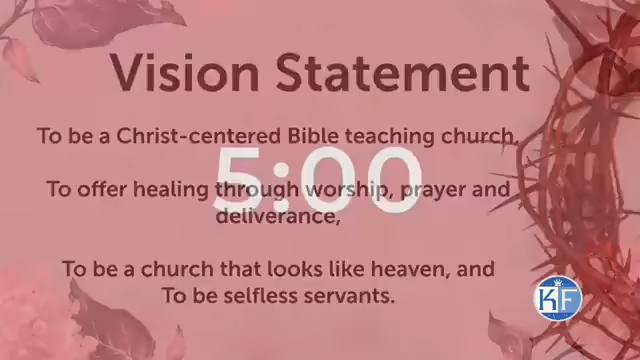 Vision Statement
To be a Christ-centered Bible teaching church,
5:00
To offer healing through worship, prayer and
deliverance,
To be a church that looks like heaven, and
To be selfless servants.
KF